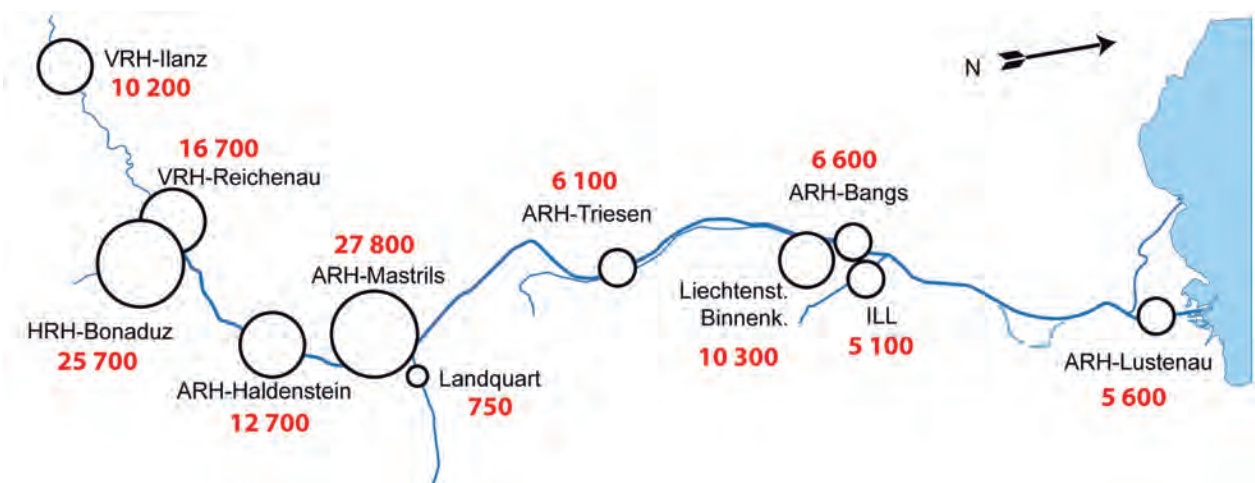 VRH-Ilanz
10 200
N
16 700
VRH-Reichenau
6 100
ARH-Triesen
6 600
ARH-Bangs
27 800
ARH-Mastrils
HRH-Bonaduz
25 700
ARH-Haldenstein
12 700
Landquart
750
Liechtenst.
Binnenk.
10 300
ILL
5 100
ARH-Lustenau
5 600